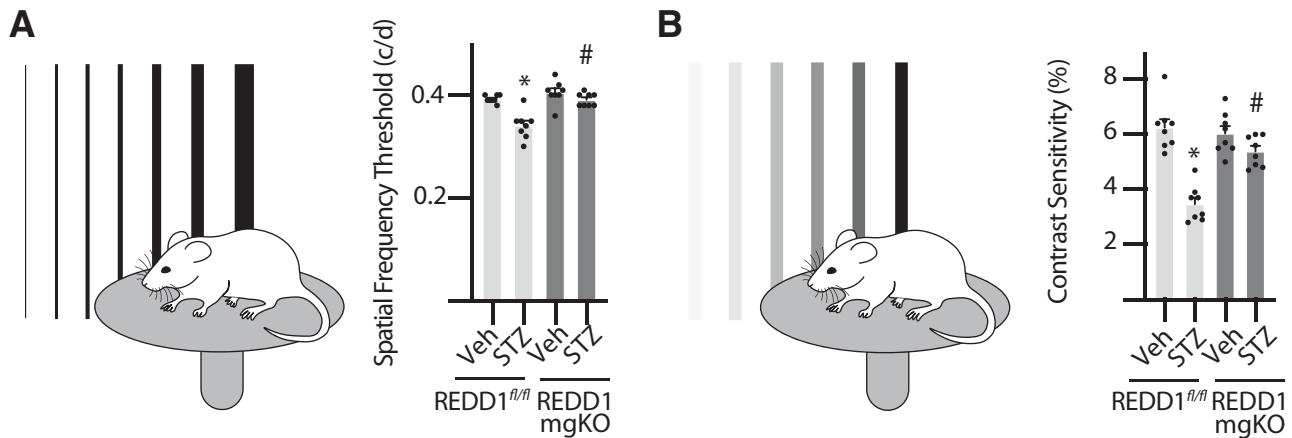 A
Spatial Frequency Threshold (c/d)
0.4
0.2
*
#
Veh
STZ
Veh
STZ
REDD1fl/fl
REDD1
mgKO
B
Contrast Sensitivity (%)
8
6
4
2
*
#
Veh
STZ
Veh
STZ
REDD1fl/fl
REDD1
mgKO